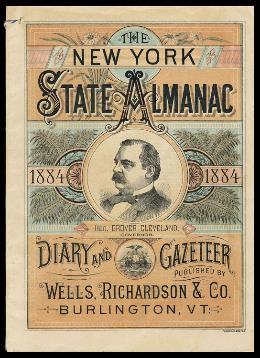 THE
NEW YORK
STATE ALMANAC
1884 1884
HON. GROVER CLEVELAND,
GOVERNOR.
DIARY AND GAZETEER
PUBLISHED BY
WELLS, RICHARDSON & CO.
BURLINGTON, VT.